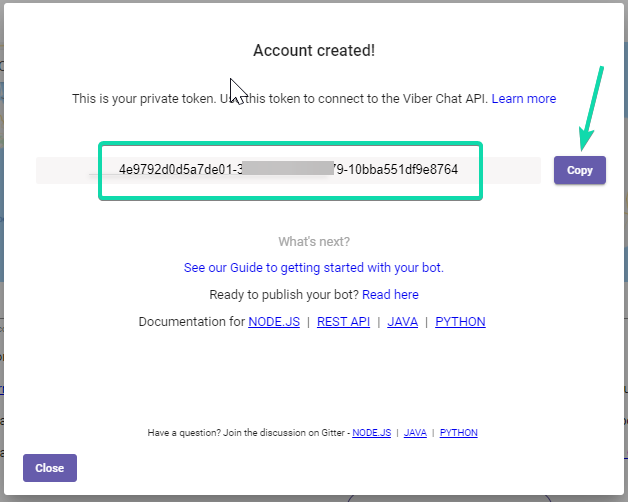 Account created!
This is your private token. Use this token to connect to the Viber Chat API. Learn more
4e9792d0d5a7de01-3 79-10bba551df9e8764
Copy
What's next?
See our Guide to getting started with your bot.
Ready to publish your bot? Read here
Documentation for NODE.JS | REST API | JAVA | PYTHON
Have a question? Join the discussion on Gitter - NODE.JS | JAVA | PYTHON
Close